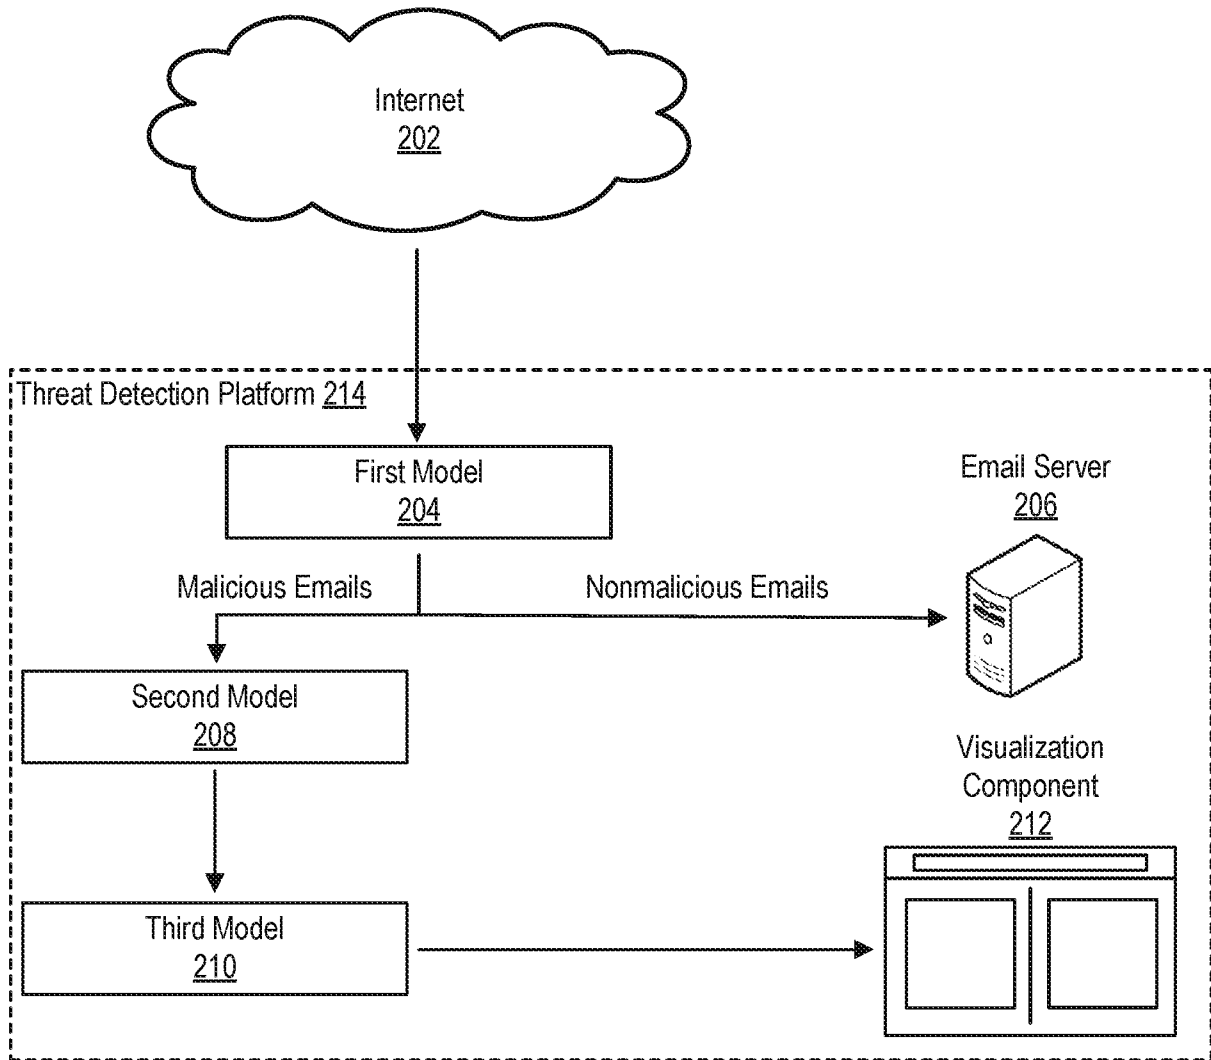 Internet
202
Threat Detection Platform 214
First Model
204
Email Server
206
Malicious Emails
Nonmalicious Emails
Second Model
208
Visualization
Component
212
Third Model
210